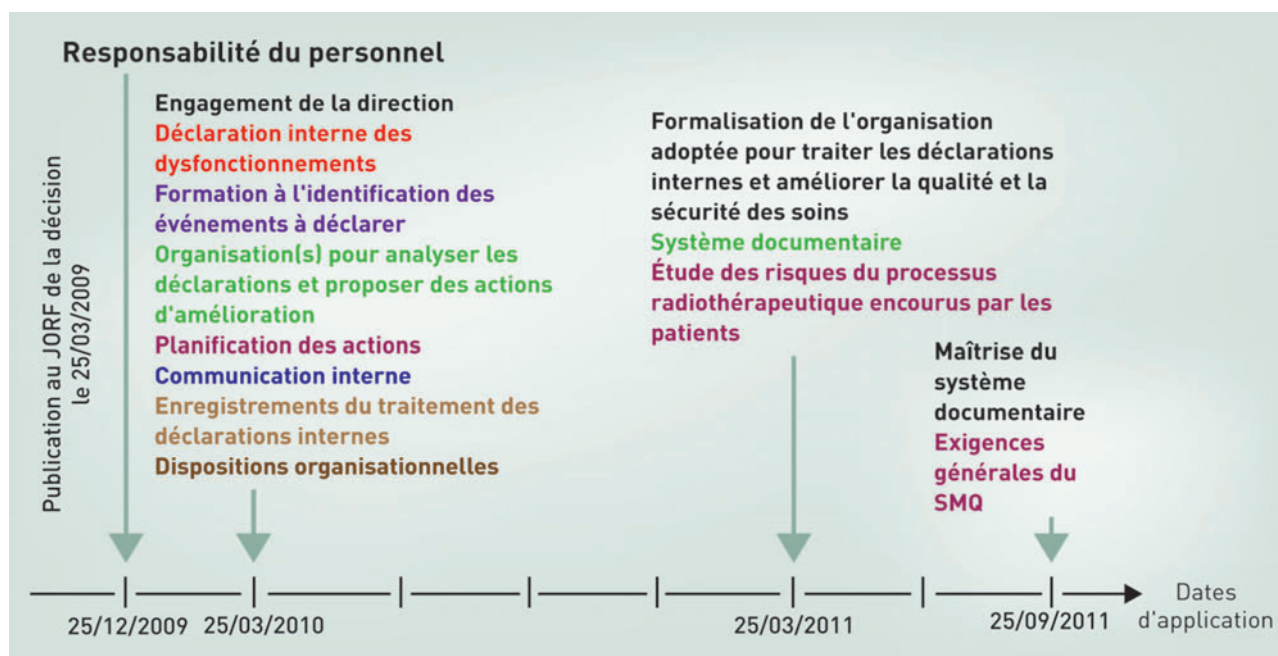 Responsabilité du personnel
Publication au JORF de la décision
le 25/03/2009
Engagement de la direction
Déclaration interne des
dysfonctionnements
Formation à l'identification des
événements à déclarer
Organisation(s) pour analyser les
déclarations et proposer des actions
d'amélioration
Planification des actions
Communication interne
Enregistrements du traitement des
déclarations internes
Dispositions organisationnelles
Formalisation de l'organisation
adoptée pour traiter les déclarations
internes et améliorer la qualité et la
sécurité des soins
Système documentaire
Étude des risques du processus
radiothérapeutique encourus par les
patients
Maîtrise du
système
documentaire
Exigences
générales du
SMQ
25/12/2009
25/03/2010
25/03/2011
25/09/2011
Dates
d'application